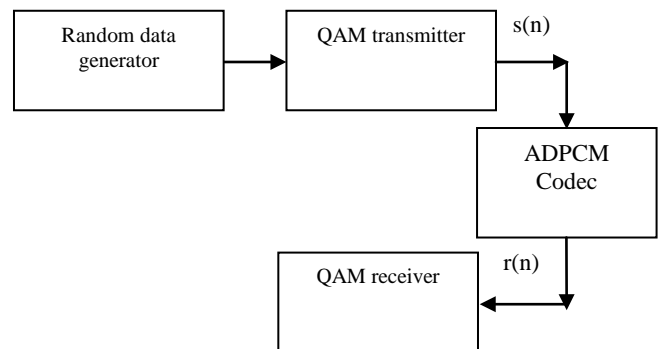 Random data
generator
QAM transmitter
s(n)
ADPCM
Codec
r(n)
QAM receiver